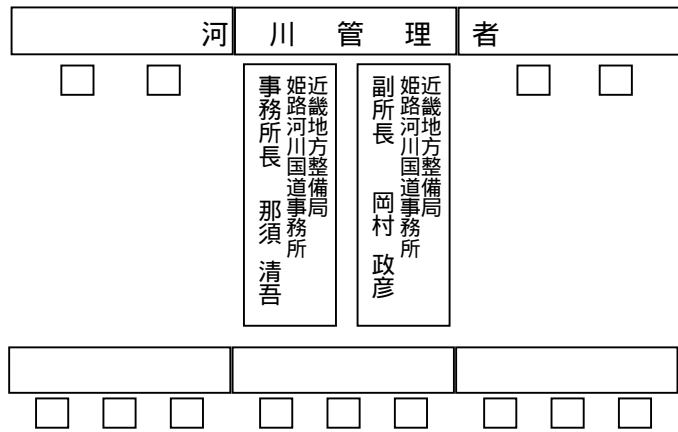 河川管理者
近畿地方整備局
姫路河川国道事務所
副所長 岡村 政彦
近畿地方整備局
姫路河川国道事務所
事務所長 那須 清吾